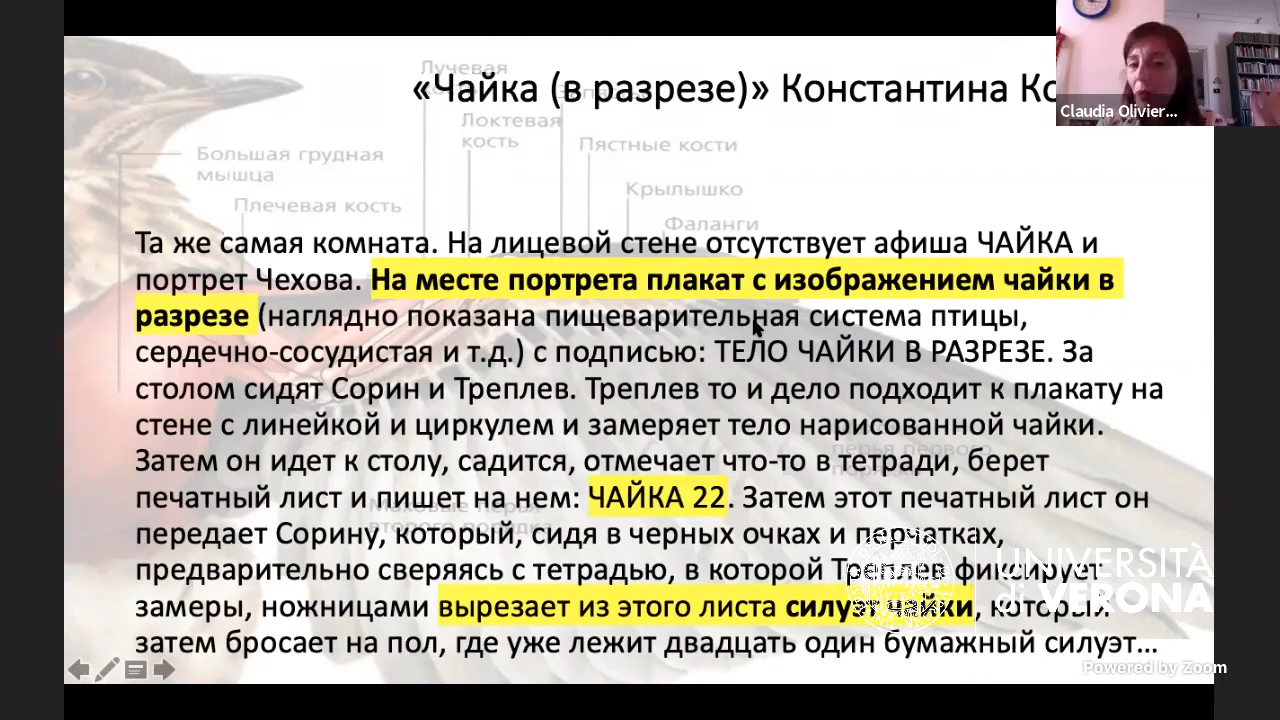 «Чайка (в разрезе)» Константина Ко
Claudia Olivier...
Лучевая
Локтевая
кость
Пястные кости
Большая грудная
мышца
Крылышко
Плечевая кость
Фаланги
Та же самая комната. На лицевой стене отсутствует афиша ЧАЙКА и
портрет Чехова. На месте портрета плакат с изображением чайки в
разрезе (наглядно показана пищеварительная система птицы,
сердечно-сосудистая и т.д.) с подписью: ТЕЛО ЧАЙКИ В РАЗРЕЗЕ. За
столом сидят Сорин и Треплев. Треплев то и дело подходит к плакату на
стене с линейкой и циркулем и замеряет тело нарисованной чайки.
перья первого
Затем он идет к столу, садится, отмечает что-то в тетради, берет
печатный лист и пишет на нем: ЧАЙКА 22. Затем этот печатный лист он
Маховые перья
второго порядка
передает Сорину, который, сидя в черных очках и перчатках,
предварительно сверяясь с тетрадью, в которой Треплев фиксирует
замеры, ножницами вырезает из этого листа силуэт чайки, который
затем бросает на пол, где уже лежит двадцать один бумажный силуэт...
UNIVERSITÀ
di VERONA
Powered by Zoom